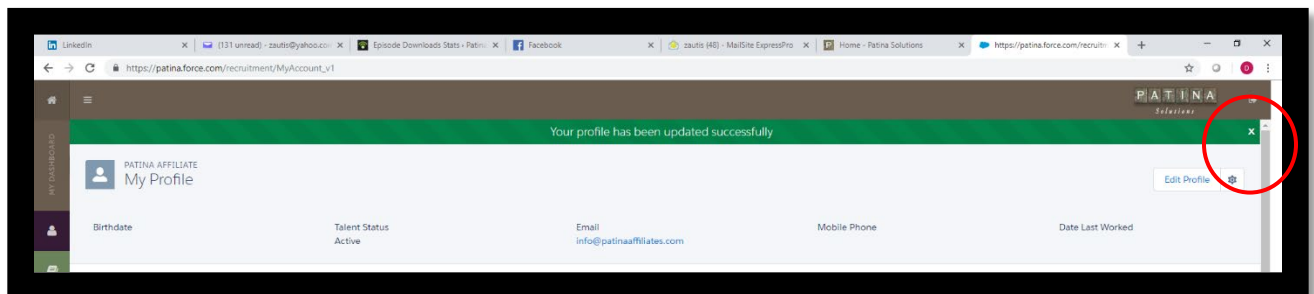 LinkedIn
(131 unread) - zautis@yahoo.com
Episode Downloads Stats ‹ Patina
Facebook
zautis (48) - MailSite ExpressPro
Home - Patina Solutions
https://patina.force.com/recruitm
https://patina.force.com/recruitment/MyAccount_v1
D
PATINA
Solutions
MY DASHBOARD
Your profile has been updated successfully
PATINA AFFILIATE
My Profile
Edit Profile
Birthdate
Talent Status
Email
Mobile Phone
Date Last Worked
Active
info@patinaaffiliates.com